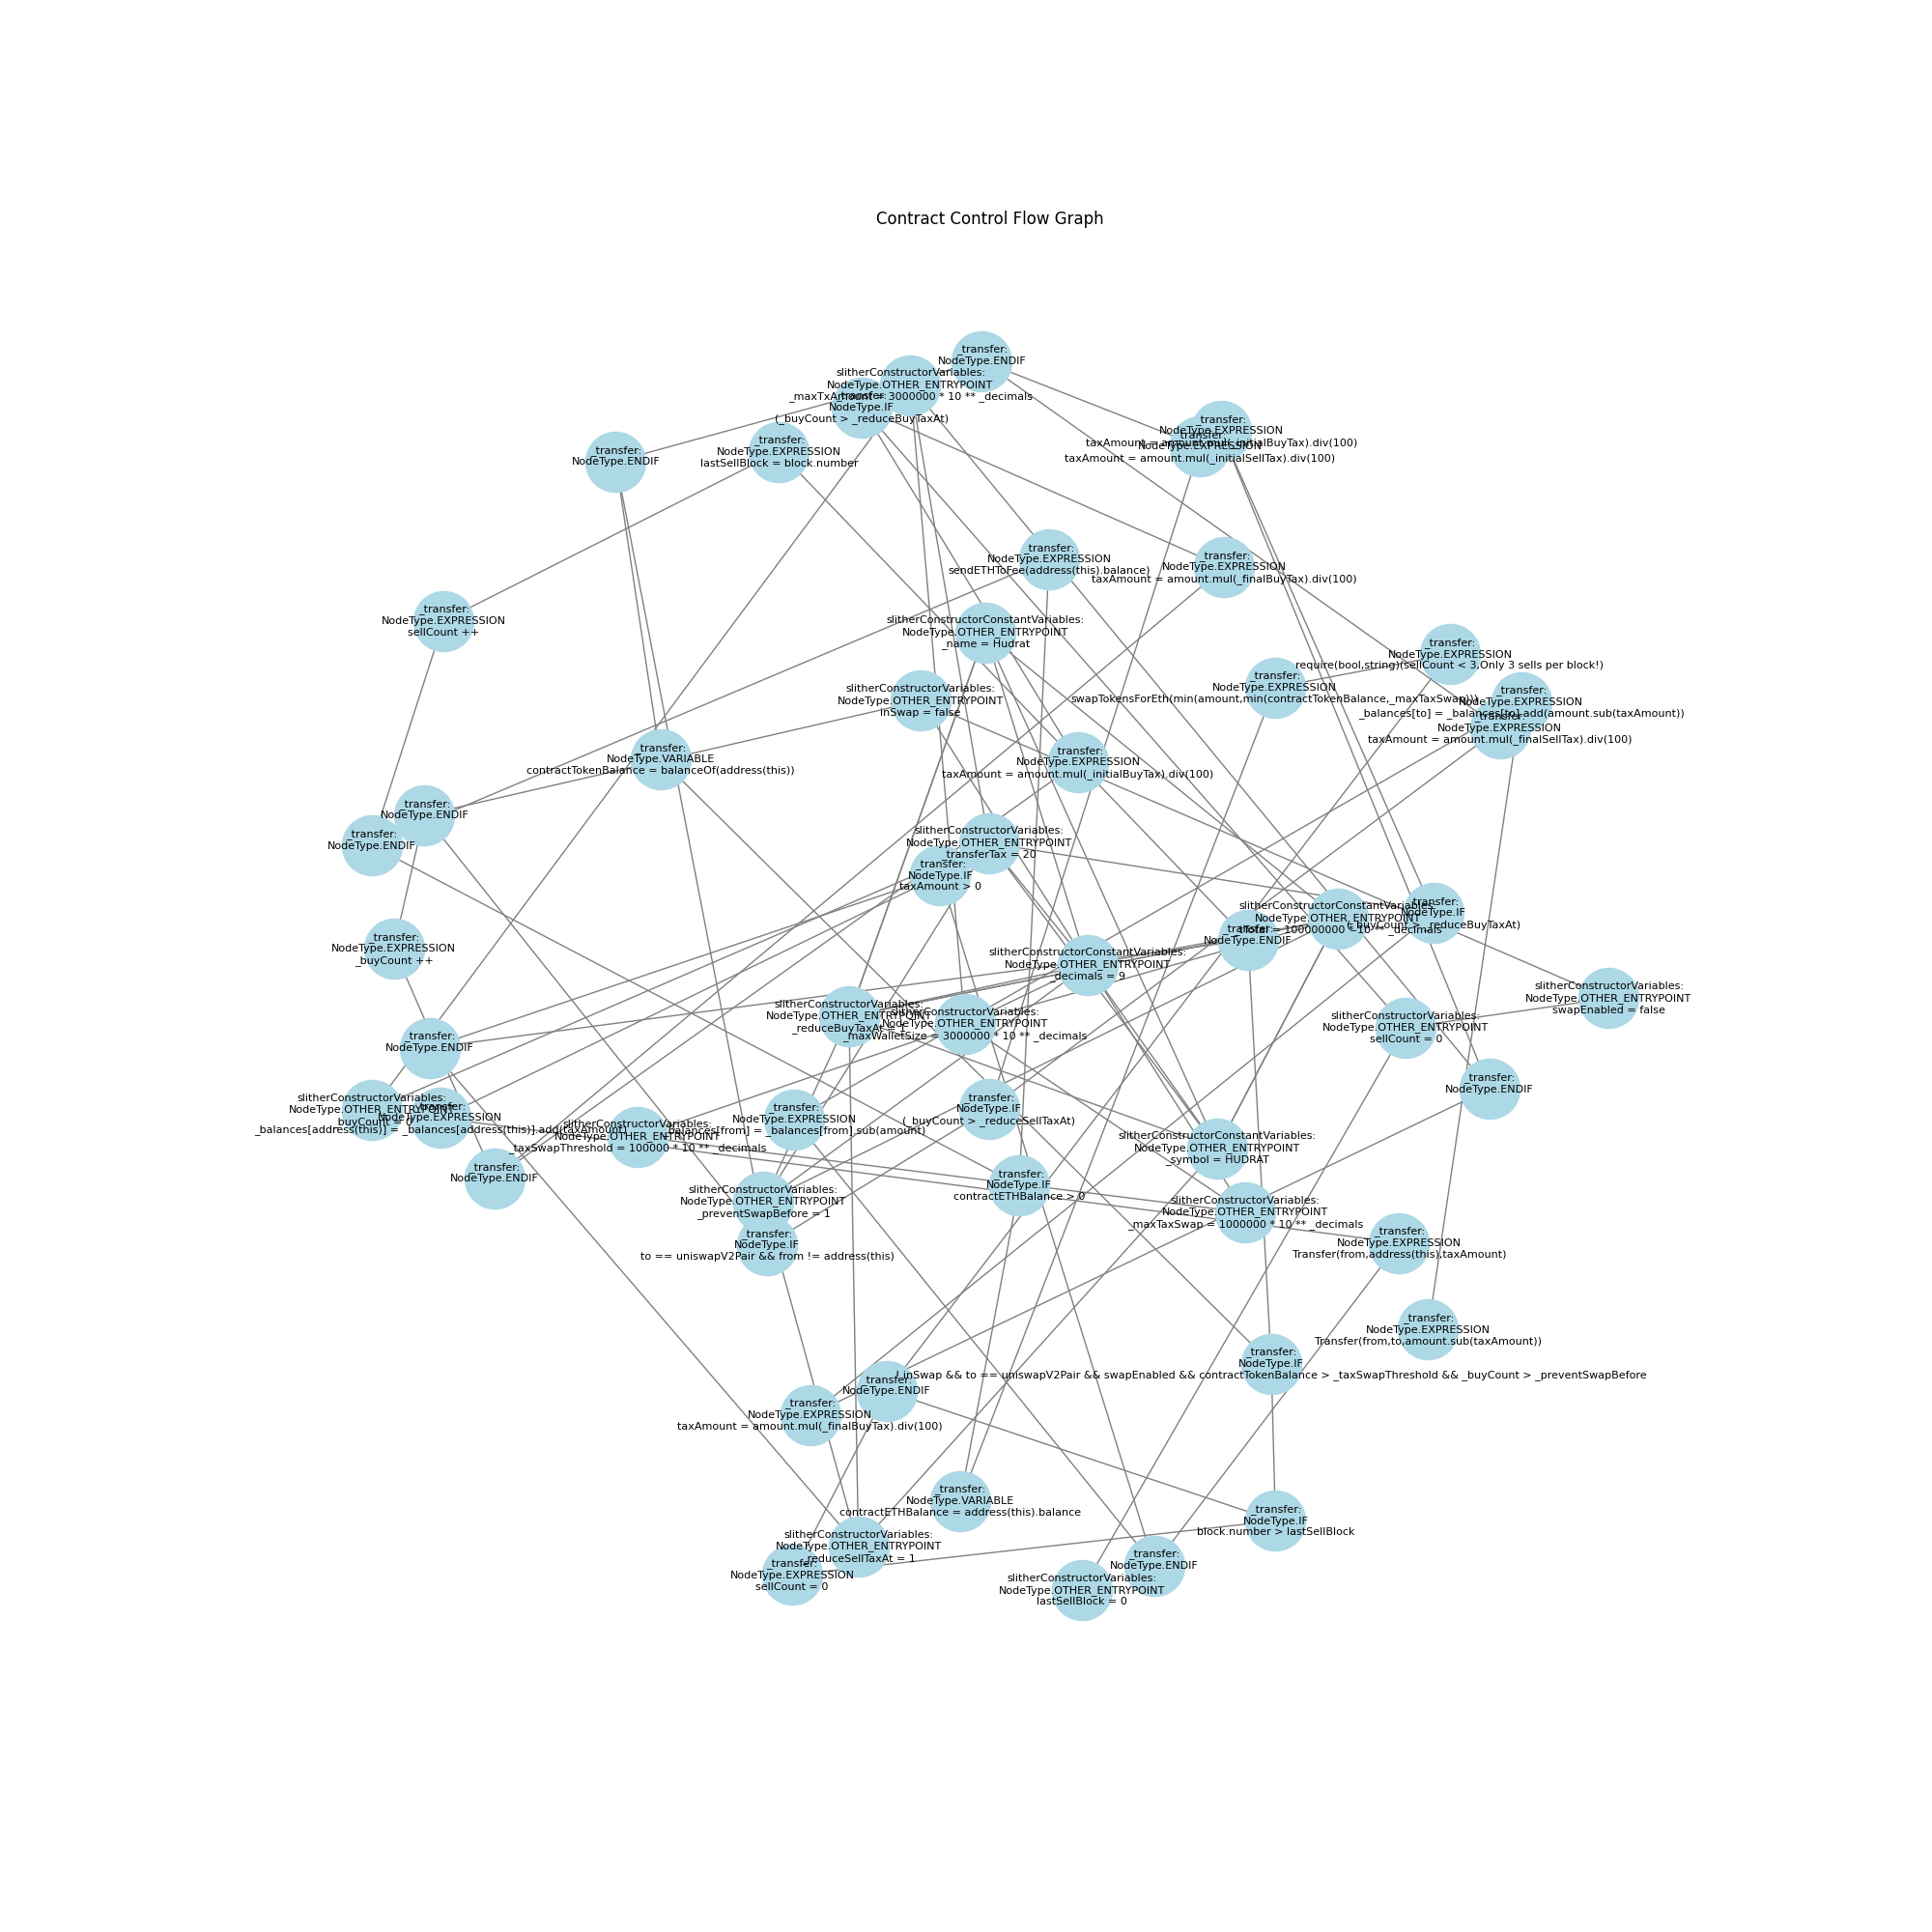 Contract Control Flow Graph
_transfer:
NodeType.ENDIF
slitherConstructorVariables:
NodeType.OTHER_ENTRYPOINT
_maxTxAmount = 3000000 * 10 ** _decimals
_transfer:
NodeType.IF
(_buyCount > _reduceBuyTaxAt)
_transfer:
NodeType.EXPRESSION
taxAmount = amount.mul(_initialBuyTax).div(100)
_transfer:
NodeType.EXPRESSION
taxAmount = amount.mul(_initialSellTax).div(100)
_transfer:
NodeType.EXPRESSION
lastSellBlock = block.number
_transfer:
NodeType.ENDIF
_transfer:
NodeType.EXPRESSION
sendETHToFee(address(this).balance)
_transfer:
NodeType.EXPRESSION
taxAmount = amount.mul(_finalBuyTax).div(100)
_transfer:
NodeType.EXPRESSION
sellCount ++
slitherConstructorConstantVariables:
NodeType.OTHER_ENTRYPOINT
_name = Hudrat
_transfer:
NodeType.EXPRESSION
require(bool,string)(sellCount < 3,Only 3 sells per block!)
_transfer:
NodeType.EXPRESSION
swapTokensForEth(min(amount,min(contractTokenBalance,_maxTaxSwap)))
slitherConstructorVariables:
NodeType.OTHER_ENTRYPOINT
inSwap = false
_transfer:
NodeType.EXPRESSION
_balances[to] = _balances[to].add(amount.sub(taxAmount))
_transfer:
NodeType.EXPRESSION
taxAmount = amount.mul(_finalSellTax).div(100)
_transfer:
NodeType.VARIABLE
contractTokenBalance = balanceOf(address(this))
_transfer:
NodeType.EXPRESSION
taxAmount = amount.mul(_initialBuyTax).div(100)
_transfer:
NodeType.ENDIF
_transfer:
NodeType.ENDIF
slitherConstructorVariables:
NodeType.OTHER_ENTRYPOINT
transferTax = 20
_transfer:
NodeType.IF
taxAmount > 0
slitherConstructorConstantVariables:
NodeType.OTHER_ENTRYPOINT
_tTotal = 100000000 * 10 ** _decimals
_transfer:
NodeType.IF
(_buyCount > _reduceBuyTaxAt)
_transfer:
NodeType.ENDIF
_transfer:
NodeType.EXPRESSION
_buyCount ++
slitherConstructorConstantVariables:
NodeType.OTHER_ENTRYPOINT
_decimals = 9
slitherConstructorVariables:
NodeType.OTHER_ENTRYPOINT
swapEnabled = false
slitherConstructorVariables:
NodeType.OTHER_ENTRYPOINT
_reduceBuyTaxAt = 1
slitherConstructorVariables:
NodeType.OTHER_ENTRYPOINT
_maxWalletSize = 3000000 * 10 ** _decimals
slitherConstructorVariables:
NodeType.OTHER_ENTRYPOINT
sellCount = 0
_transfer:
NodeType.ENDIF
_transfer:
NodeType.ENDIF
slitherConstructorVariables:
NodeType.OTHER_ENTRYPOINT
buyCount = 0
_transfer:
NodeType.EXPRESSION
_balances[address(this)] = _balances[address(this)].add(taxAmount)
slitherConstructorVariables:
NodeType.OTHER_ENTRYPOINT
_taxSwapThreshold = 100000 * 10 ** _decimals
_transfer:
NodeType.EXPRESSION
_balances[from] = _balances[from].sub(amount)
_transfer:
NodeType.IF
(_buyCount > _reduceSellTaxAt)
slitherConstructorConstantVariables:
NodeType.OTHER_ENTRYPOINT
_symbol = HUDRAT
_transfer:
NodeType.ENDIF
slitherConstructorVariables:
NodeType.OTHER_ENTRYPOINT
_preventSwapBefore = 1
_transfer:
NodeType.IF
contractETHBalance > 0
slitherConstructorVariables:
NodeType.OTHER_ENTRYPOINT
_maxTaxSwap = 1000000 * 10 ** _decimals
_transfer:
NodeType.IF
to == uniswapV2Pair && from != address(this)
_transfer:
NodeType.EXPRESSION
Transfer(from,address(this),taxAmount)
_transfer:
NodeType.EXPRESSION
Transfer(from,to,amount.sub(taxAmount))
_transfer:
NodeType.IF
! inSwap && to == uniswapV2Pair && swapEnabled && contractTokenBalance > _taxSwapThreshold && _buyCount > _preventSwapBefore
_transfer:
NodeType.ENDIF
_transfer:
NodeType.EXPRESSION
taxAmount = amount.mul(_finalBuyTax).div(100)
_transfer:
NodeType.VARIABLE
contractETHBalance = address(this).balance
_transfer:
NodeType.IF
block.number > lastSellBlock
slitherConstructorVariables:
NodeType.OTHER_ENTRYPOINT
_reduceSellTaxAt = 1
_transfer:
NodeType.EXPRESSION
sellCount = 0
_transfer:
NodeType.ENDIF
slitherConstructorVariables:
NodeType.OTHER_ENTRYPOINT
lastSellBlock = 0